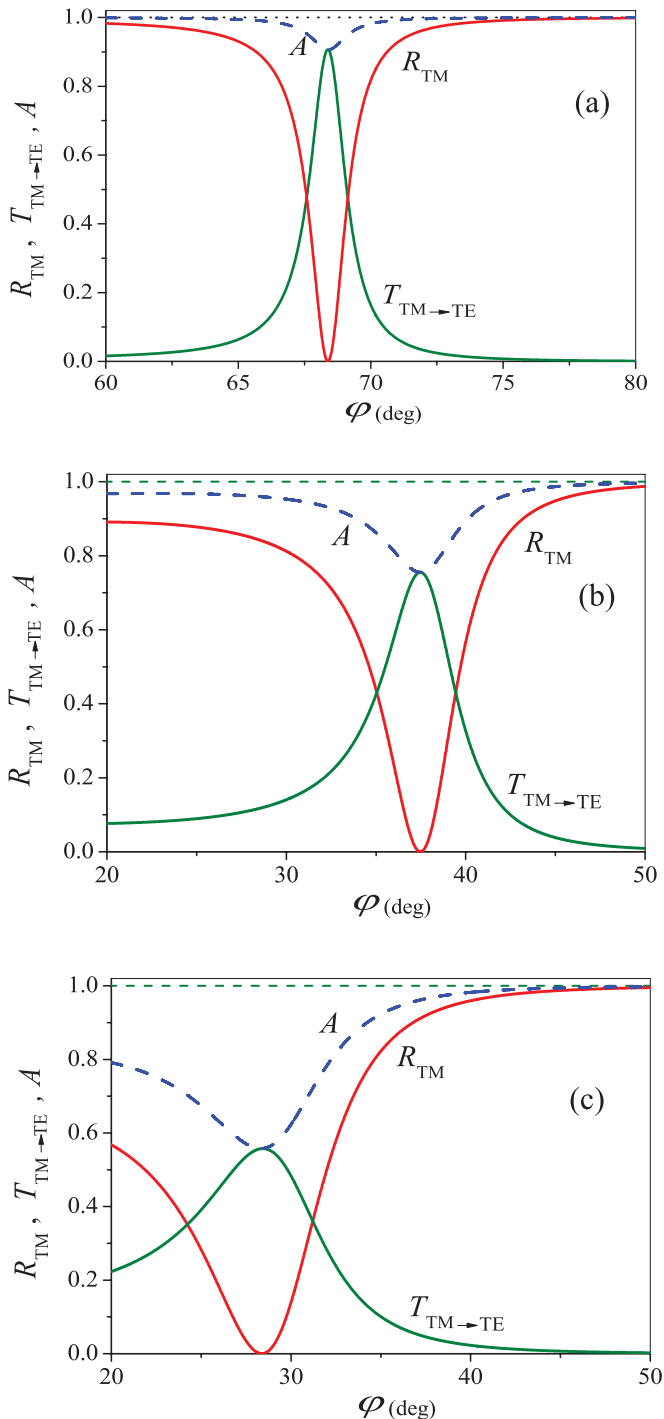 1.0
0.8
0.6
0.4
0.2
0.0
R_TM , T_TM→TE , A
A
R_TM
(a)
T_TM→TE
60 65 70 75 80
φ (deg)
1.0
0.8
0.6
0.4
0.2
0.0
R_TM , T_TM→TE , A
A
R_TM
(b)
T_TM→TE
20 30 40 50
φ (deg)
1.0
0.8
0.6
0.4
0.2
0.0
R_TM , T_TM→TE , A
A
R_TM
(c)
T_TM→TE
20 30 40 50
φ (deg)